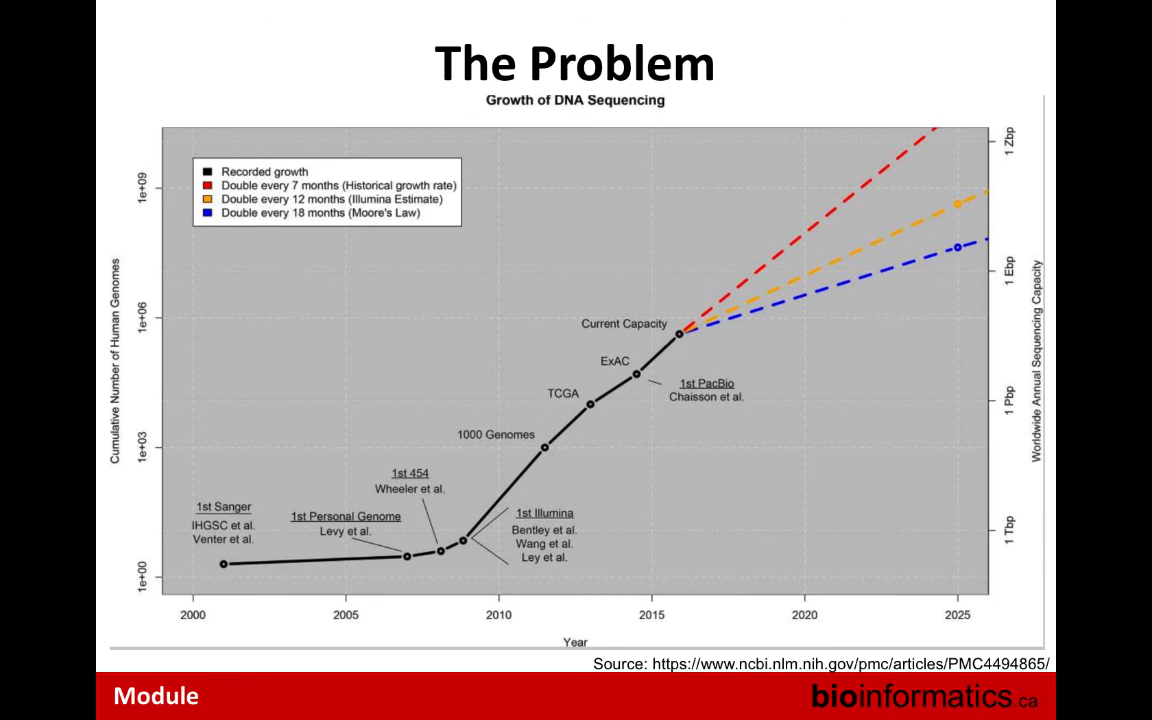 The Problem
Growth of DNA Sequencing
Recorded growth
Double every 7 months (Historical growth rate)
Double every 12 months (Illumina Estimate)
Double every 18 months (Moore's Law)
Cumulative Number of Human Genomes
1e+09
1e+06
1e+03
1e+00
Worldwide Annual Sequencing Capacity
1 Zbp
1 Ebp
1 Pbp
1 Tbp
Current Capacity
ExAC
1st PacBio
Chaisson et al.
TCGA
1000 Genomes
1st 454
Wheeler et al.
1st Sanger
IHGSC et al.
Venter et al.
1st Personal Genome
Levy et al.
1st Illumina
Bentley et al.
Wang et al.
Ley et al.
2000
2005
2010
2015
2020
2025
Year
Source: https://www.ncbi.nlm.nih.gov/pmc/articles/PMC4494865/
Module
bioinformatics.ca